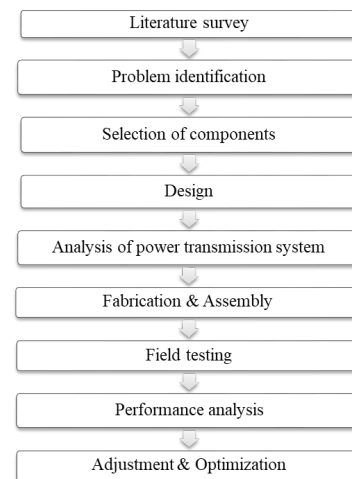 Literature survey
Problem identification
Selection of components
Design
Analysis of power transmission system
Fabrication & Assembly
Field testing
Performance analysis
Adjustment & Optimization